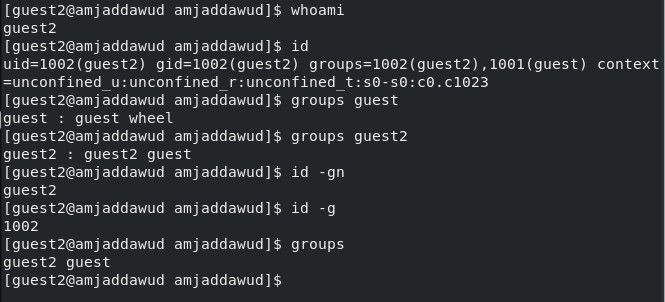 [guest2@amjaddawud amjaddawud]$ whoami
guest2
[guest2@amjaddawud amjaddawud]$ id
uid=1002(guest2) gid=1002(guest2) groups=1002(guest2),1001(guest) context
=unconfined_u:unconfined_r:unconfined_t:s0-s0:c0.c1023
[guest2@amjaddawud amjaddawud]$ groups guest
guest : guest wheel
[guest2@amjaddawud amjaddawud]$ groups guest2
guest2 : guest2 guest
[guest2@amjaddawud amjaddawud]$ id -gn
guest2
[guest2@amjaddawud amjaddawud]$ id -g
1002
[guest2@amjaddawud amjaddawud]$ groups
guest2 guest
[guest2@amjaddawud amjaddawud]$